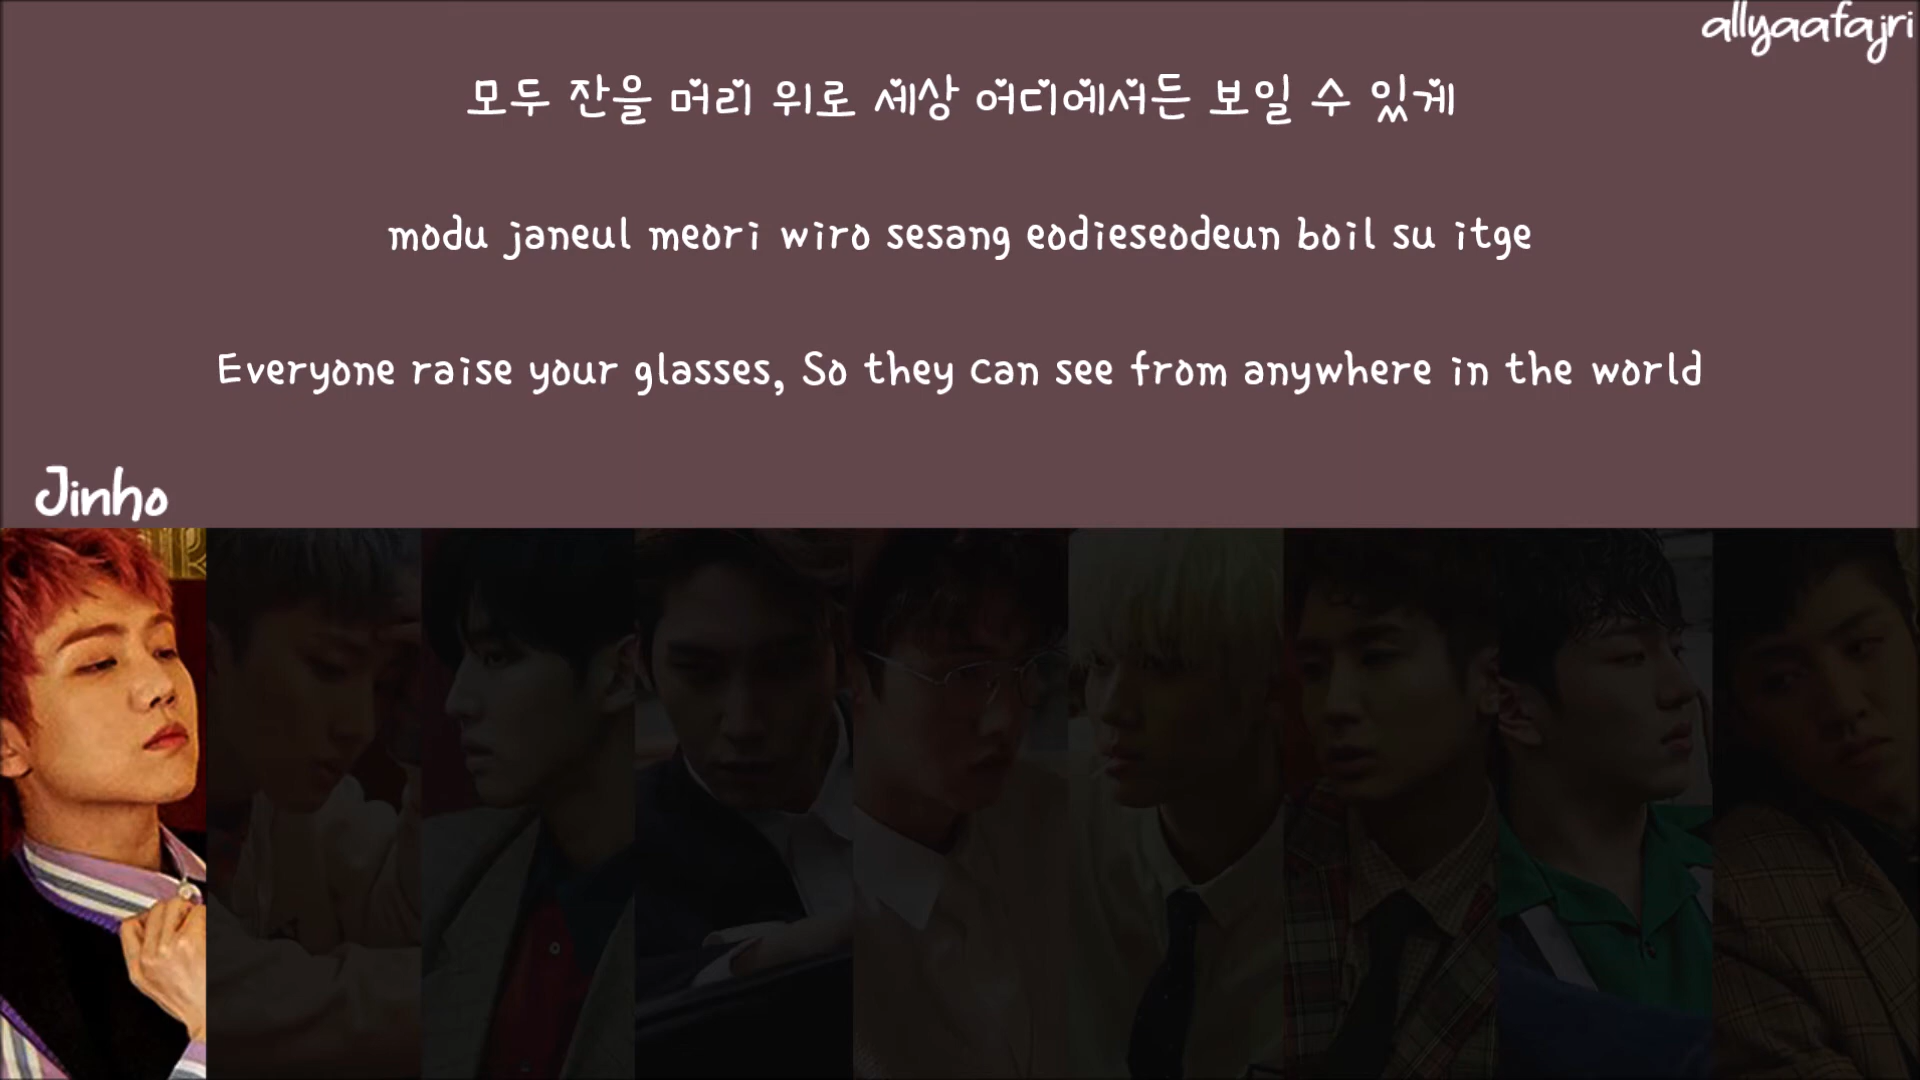 allyaafajri
모두 잔을 머리 위로 세상 어디에서든 보일 수 있게
modu janeul meori wiro sesang eodieseodeun boil su itge
Everyone raise your glasses, So they can see from anywhere in the world
Jinho